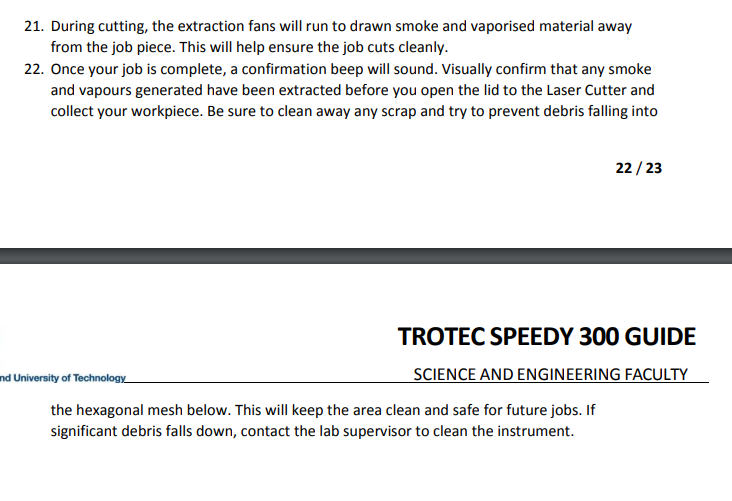 21. During cutting, the extraction fans will run to drawn smoke and vaporised material away
from the job piece. This will help ensure the job cuts cleanly.
22. Once your job is complete, a confirmation beep will sound. Visually confirm that any smoke
and vapours generated have been extracted before you open the lid to the Laser Cutter and
collect your workpiece. Be sure to clean away any scrap and try to prevent debris falling into
22 / 23
TROTEC SPEEDY 300 GUIDE
nd University of Technology
SCIENCE AND ENGINEERING FACULTY
the hexagonal mesh below. This will keep the area clean and safe for future jobs. If
significant debris falls down, contact the lab supervisor to clean the instrument.